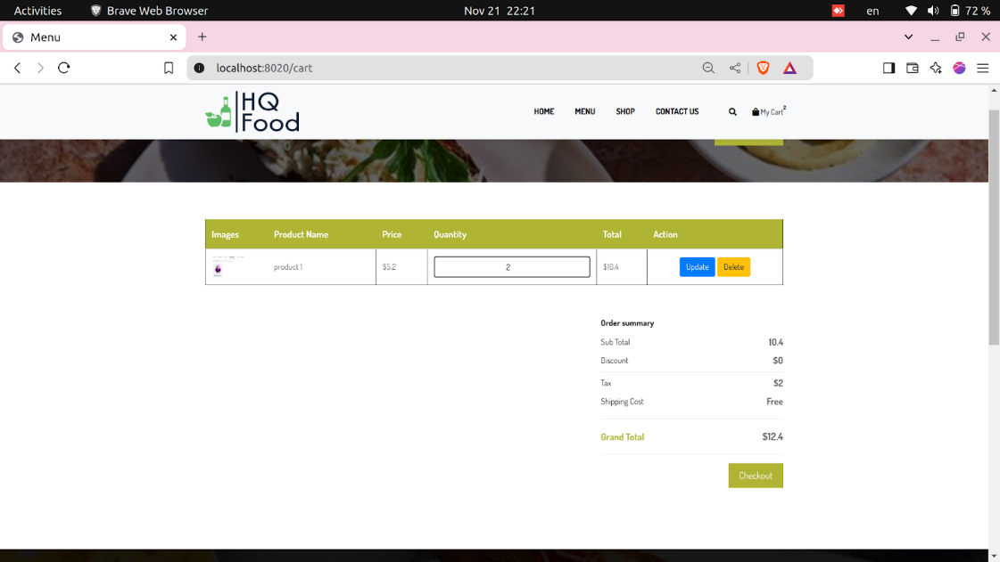 Activities Brave Web Browser Nov 21 22:21 en 72 %
Menu
localhost:8020/cart
HQ Food HOME MENU SHOP CONTACT US My Cart 2
Images Product Name Price Quantity Total Action
product 1 $5.2 2 $10.4 Update Delete
Order summary
Sub Total 10.4
Discount $0
Tax $2
Shipping Cost Free
Grand Total $12.4
Checkout